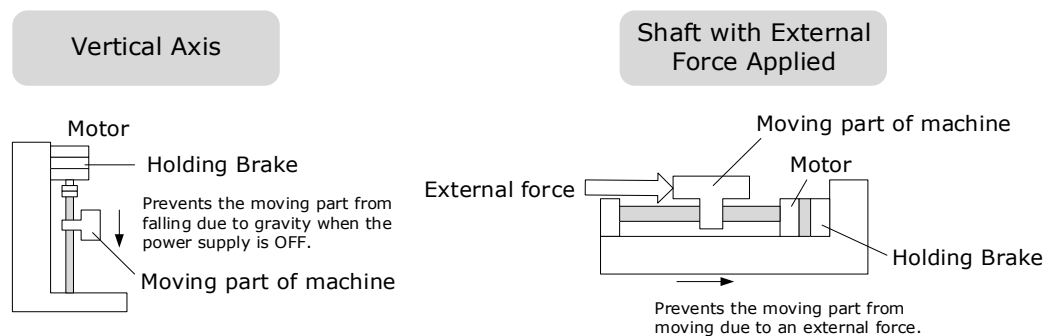 Vertical Axis
Motor
Holding Brake
Prevents the moving part from
falling due to gravity when the
power supply is OFF.
Moving part of machine
Shaft with External
Force Applied
Moving part of machine
Motor
External force
Holding Brake
Prevents the moving part from
moving due to an external force.